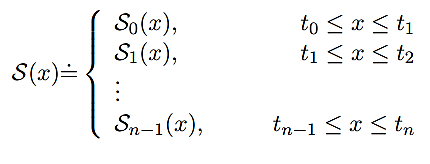 𝒮₀(x), t₀ ≤ x ≤ t₁
𝒮₁(x), t₁ ≤ x ≤ t₂
𝒮(x) ≐ {
⋮
𝒮ₙ₋₁(x), tₙ₋₁ ≤ x ≤ tₙ